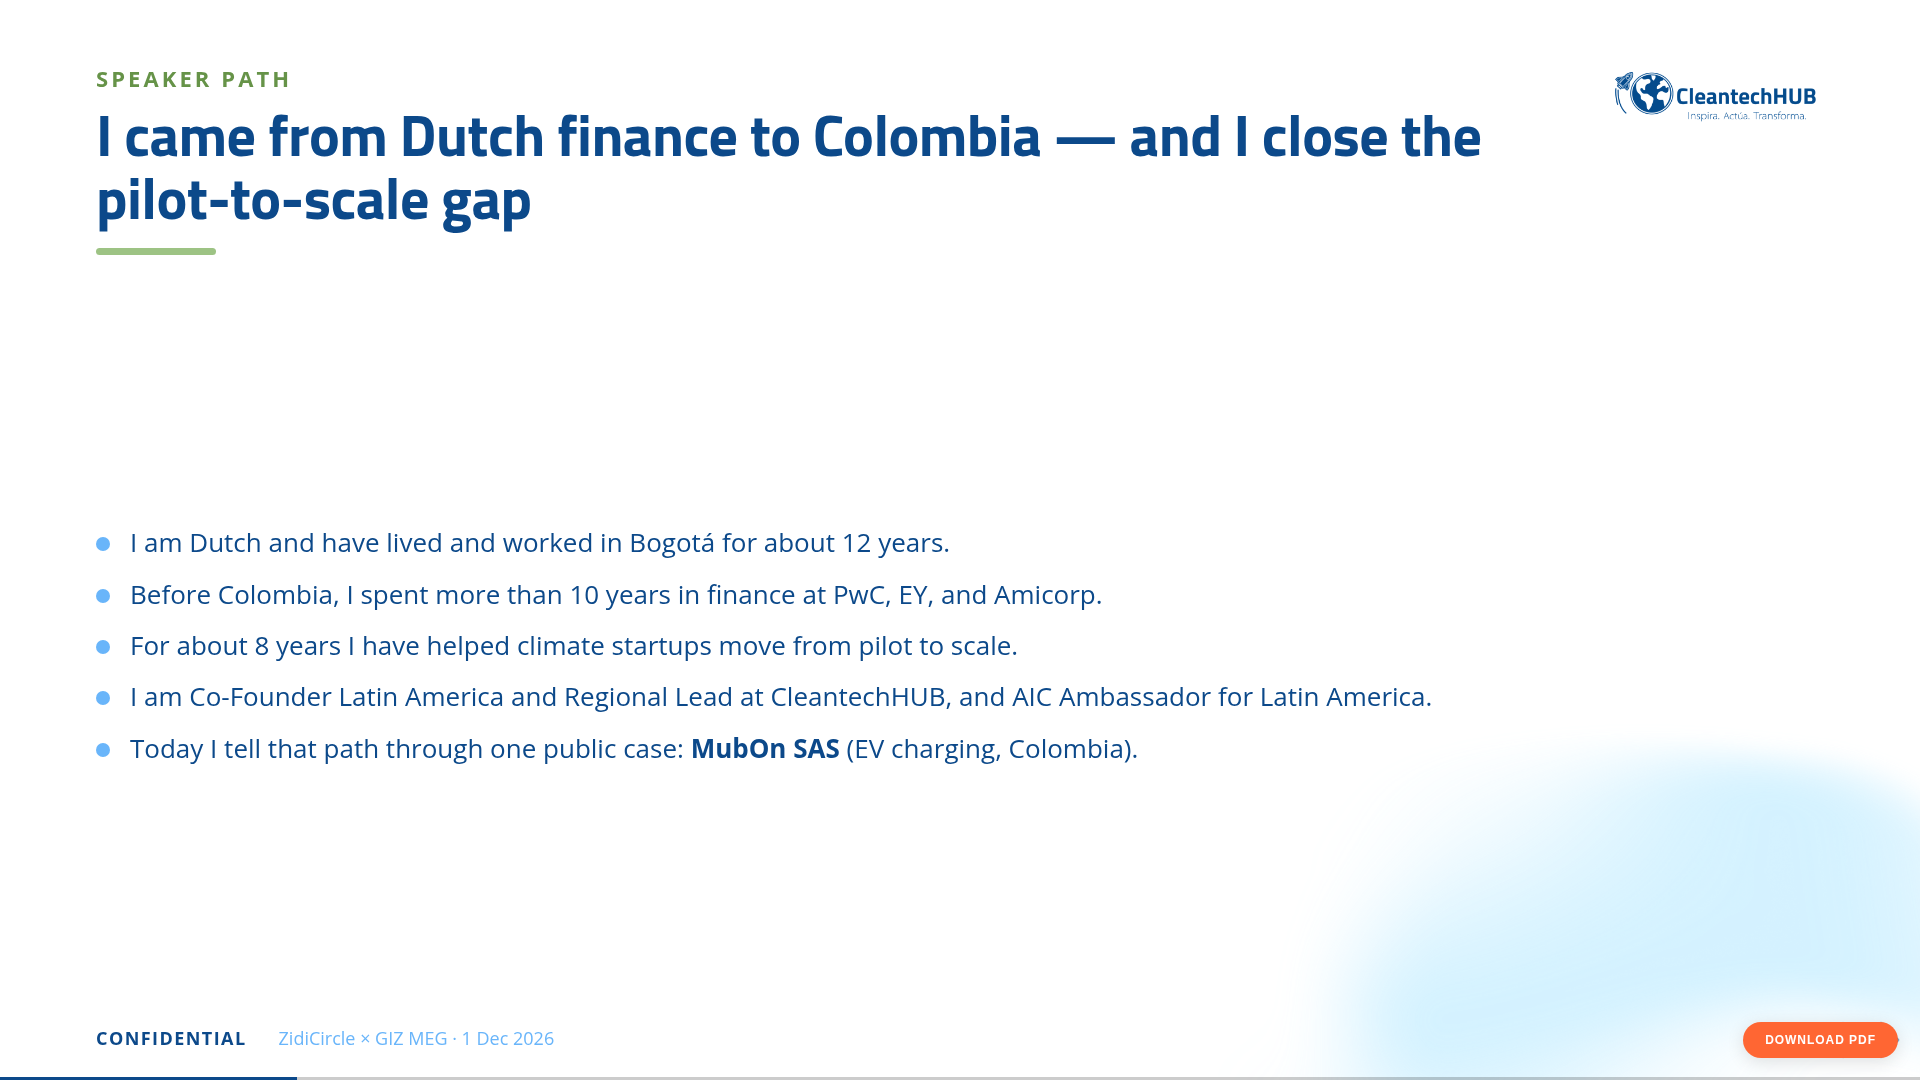 SPEAKER PATH
I came from Dutch finance to Colombia — and I close the
pilot-to-scale gap
CleantechHUB
Inspira. Actúa. Transforma.
I am Dutch and have lived and worked in Bogotá for about 12 years.
Before Colombia, I spent more than 10 years in finance at PwC, EY, and Amicorp.
For about 8 years I have helped climate startups move from pilot to scale.
I am Co-Founder Latin America and Regional Lead at CleantechHUB, and AIC Ambassador for Latin America.
Today I tell that path through one public case: MubOn SAS (EV charging, Colombia).
CONFIDENTIAL ZidiCircle × GIZ MEG · 1 Dec 2026
DOWNLOAD PDF